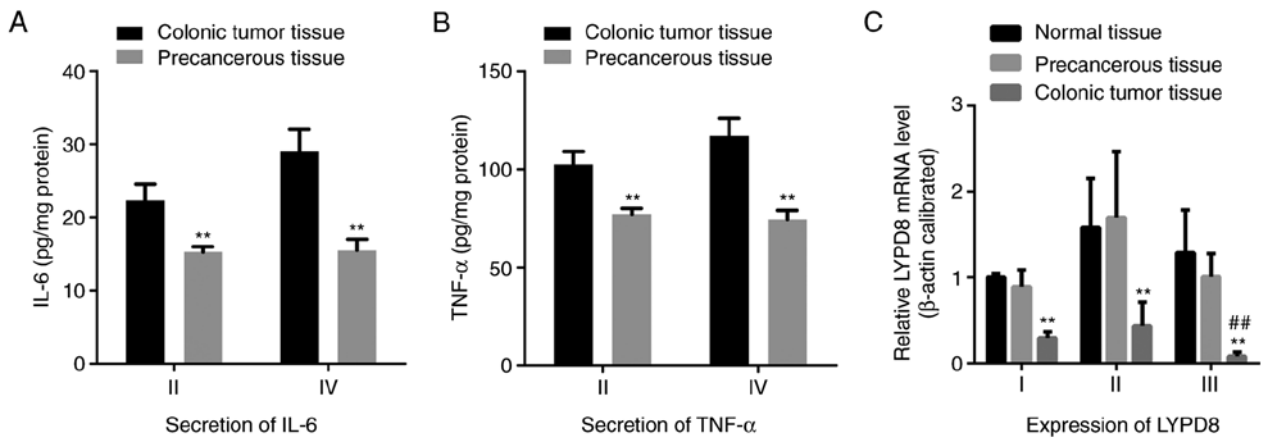 A
Colonic tumor tissue
Precancerous tissue
IL-6 (pg/mg protein)
40
30
20
10
0
**
**
II
IV
Secretion of IL-6
B
Colonic tumor tissue
Precancerous tissue
TNF-α (pg/mg protein)
150
100
50
0
**
**
II
IV
Secretion of TNF-α
C
Normal tissue
Precancerous tissue
Colonic tumor tissue
Relative LYPD8 mRNA level
(β-actin calibrated)
3
2
1
0
**
**
##
**
I
II
III
Expression of LYPD8